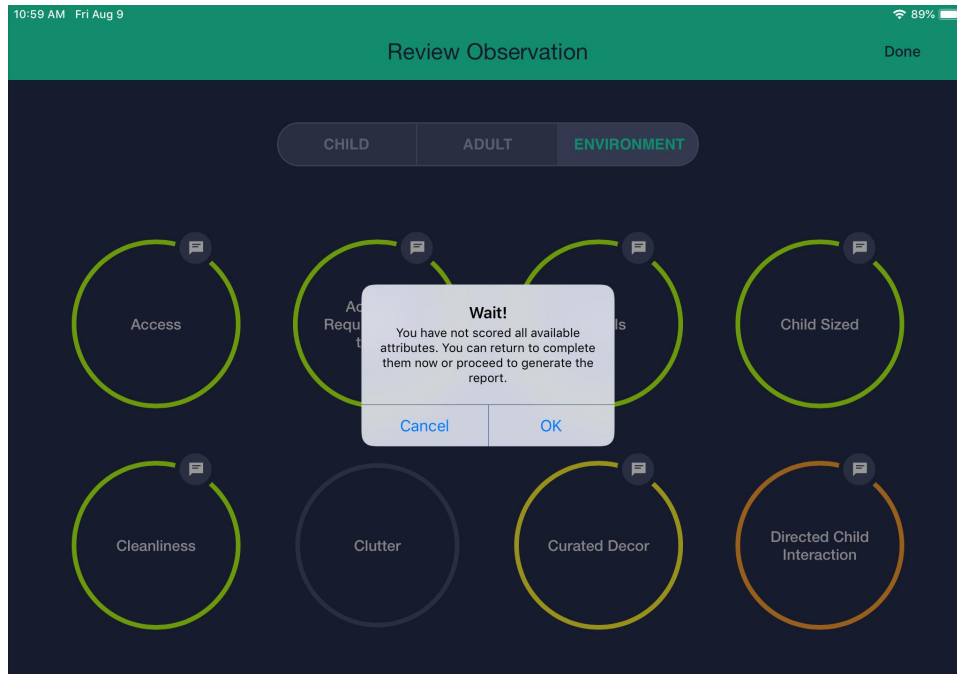 10:59 AM Fri Aug 9
89%
Review Observation
Done
CHILD
ADULT
ENVIRONMENT
Access
Child Sized
Wait!
You have not scored all available
attributes. You can return to complete
them now or proceed to generate the
report.
Cancel
OK
Cleanliness
Clutter
Curated Decor
Directed Child
Interaction